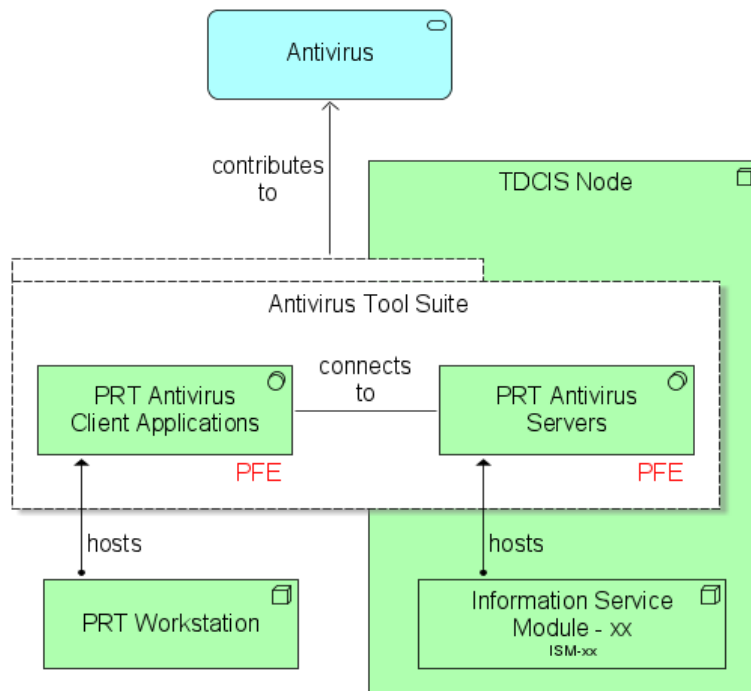 Antivirus
contributes
to
TDCIS Node
Antivirus Tool Suite
PRT Antivirus
Client Applications
connects
to
PRT Antivirus
Servers
PFE
PFE
hosts
hosts
PRT Workstation
Information Service
Module - xx
ISM-xx